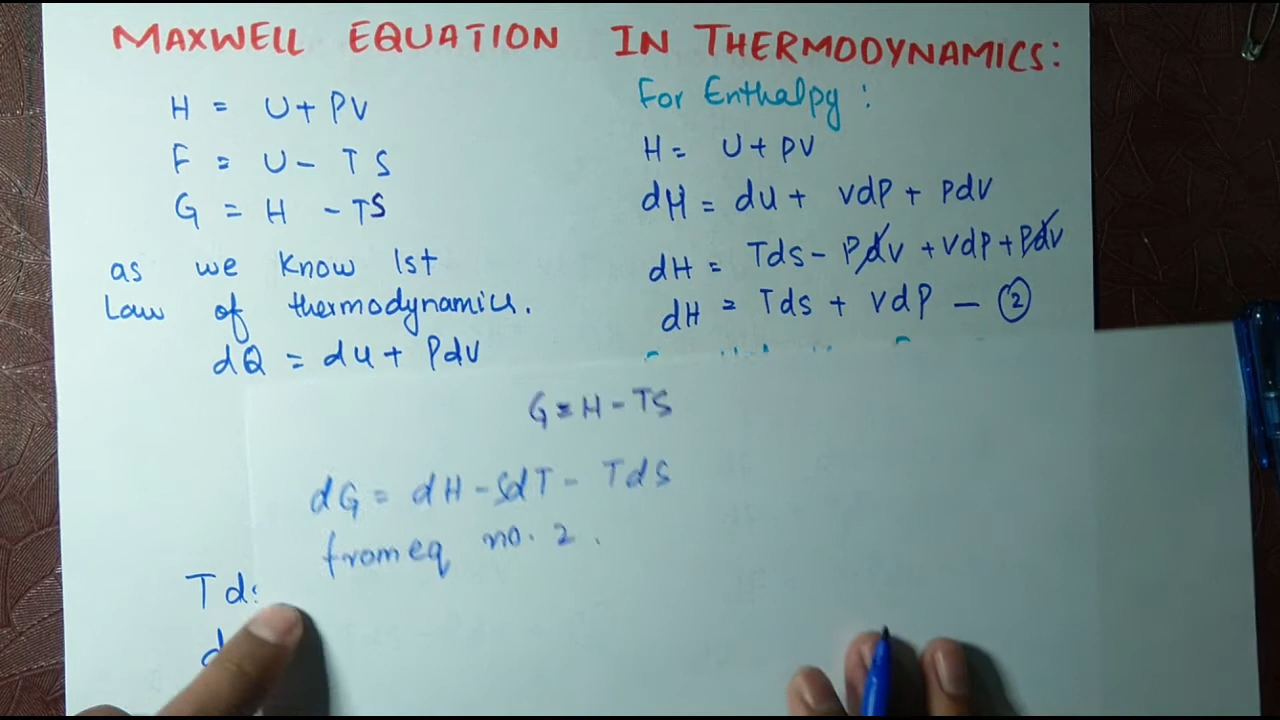 MAXWELL EQUATION IN THERMODYNAMICS:
H = U + PV
F = U - TS
G = H - TS
as we know 1st
Law of thermodynamics.
dQ = du + Pdv
For Enthalpy:
H = U + PV
dH = du + vdp + pdv
dH = Tds - Pdv + vdp + Pdv
dH = Tds + vdp - ②
G = H - TS
dG = dH - SdT - TdS
from eq no. 2.